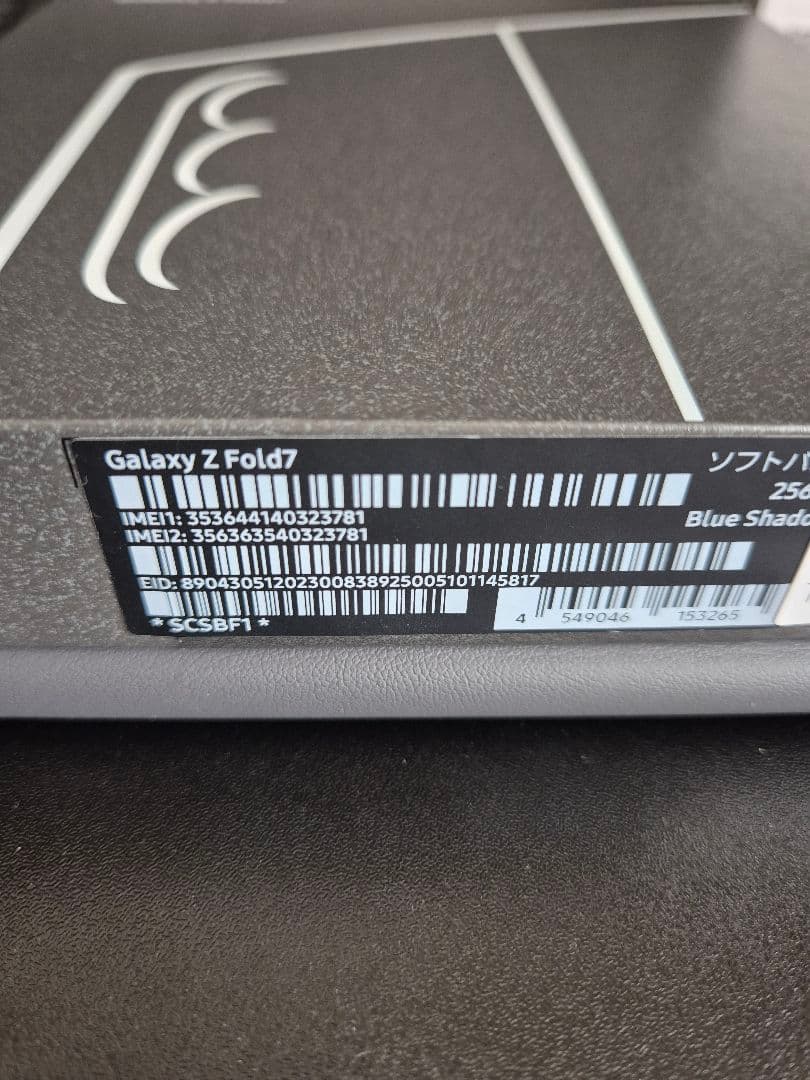 Galaxy Z Fold7
ソフトバ
256
IMEI1: 353644140323781
Blue Shado
IMEI2: 356363540323781
EID: 89043051202300838925005101145817
4 549046 153265
* SCSBF1 *